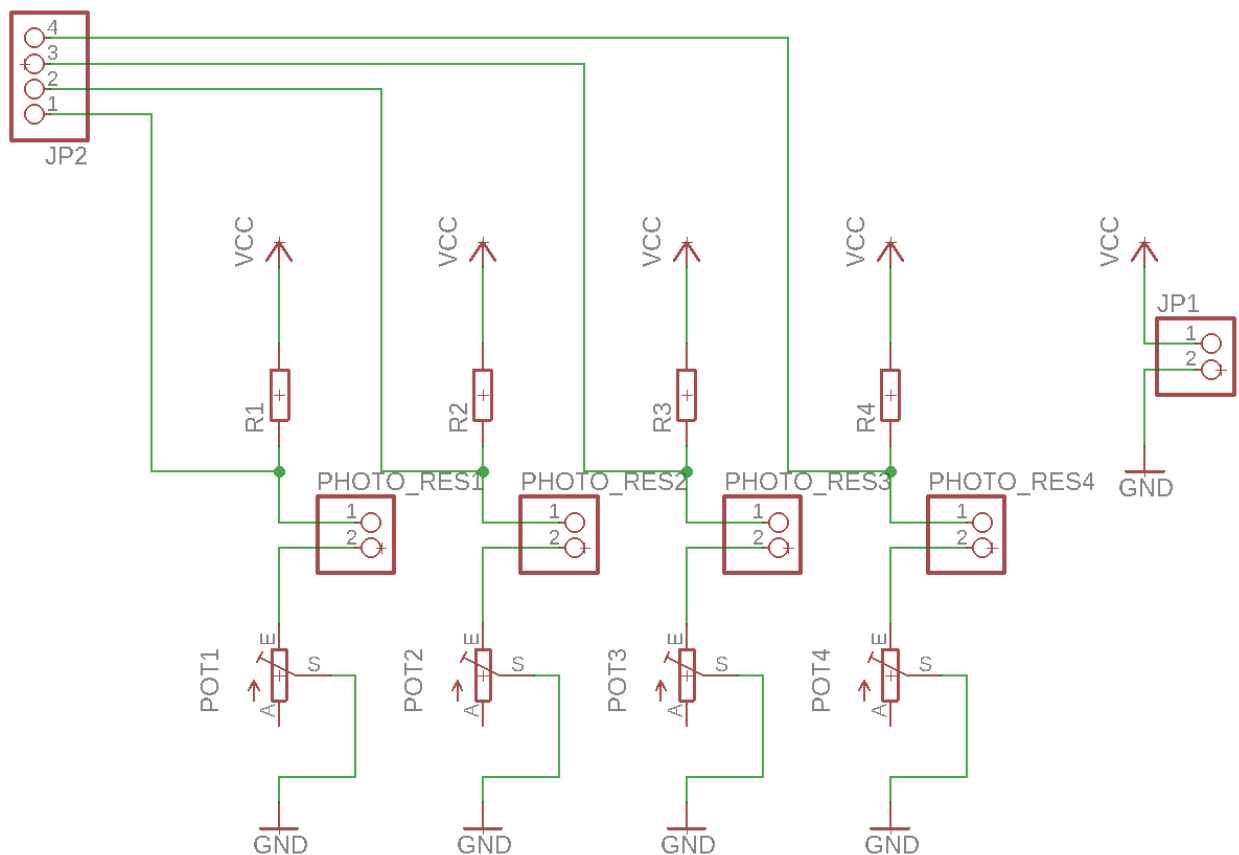 4
3
2
1
JP2
VCC
VCC
VCC
VCC
VCC
JP1
1
2
R1
R2
R3
R4
PHOTO_RES1
PHOTO_RES2
PHOTO_RES3
PHOTO_RES4
GND
1
2
1
2
1
2
1
2
POT1
E
S
A
POT2
E
S
A
POT3
E
S
A
POT4
E
S
A
GND
GND
GND
GND